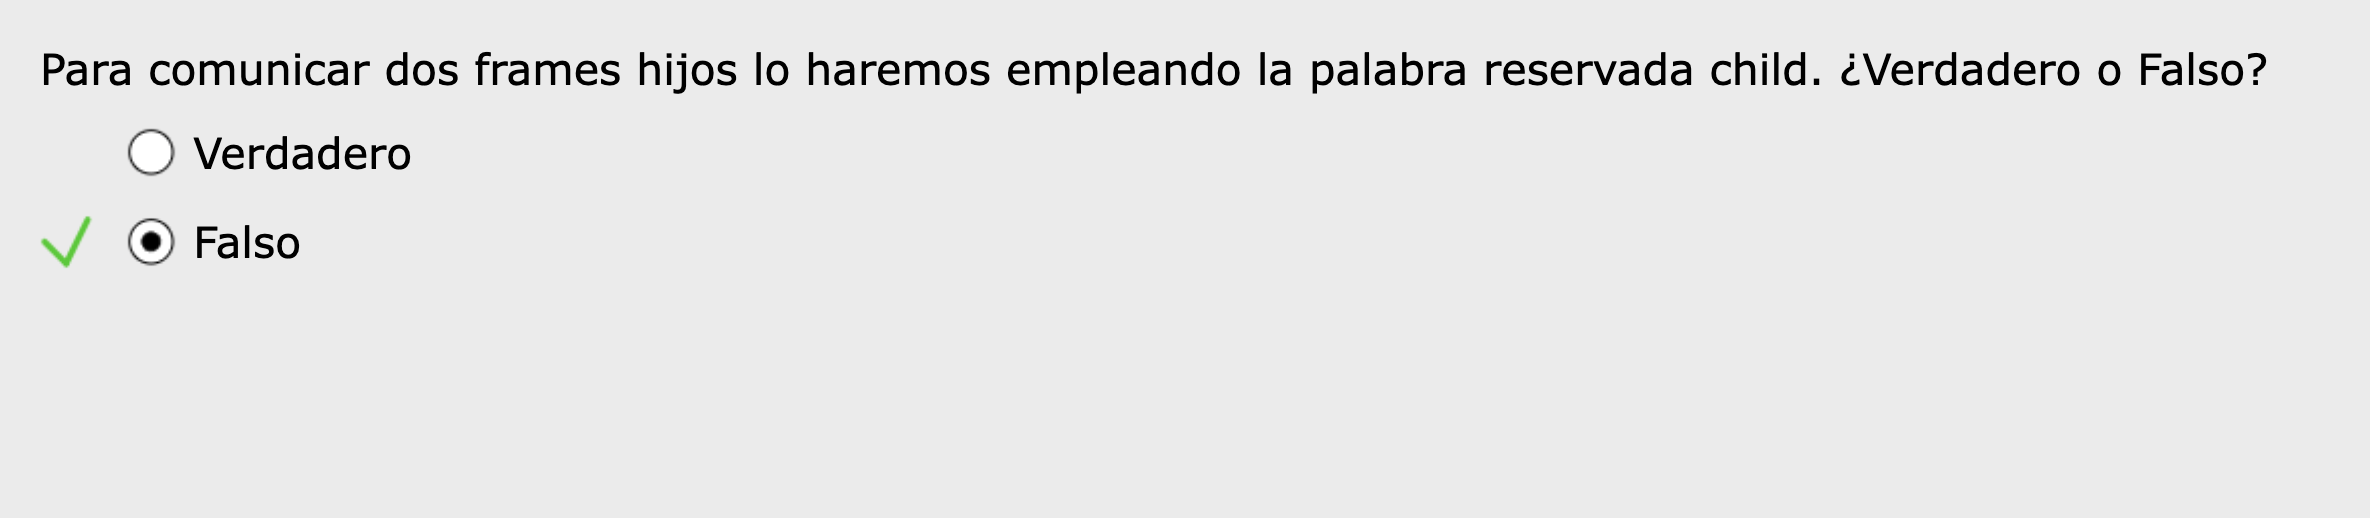 Para comunicar dos frames hijos lo haremos empleando la palabra reservada child. ¿Verdadero o Falso?
Verdadero
Falso